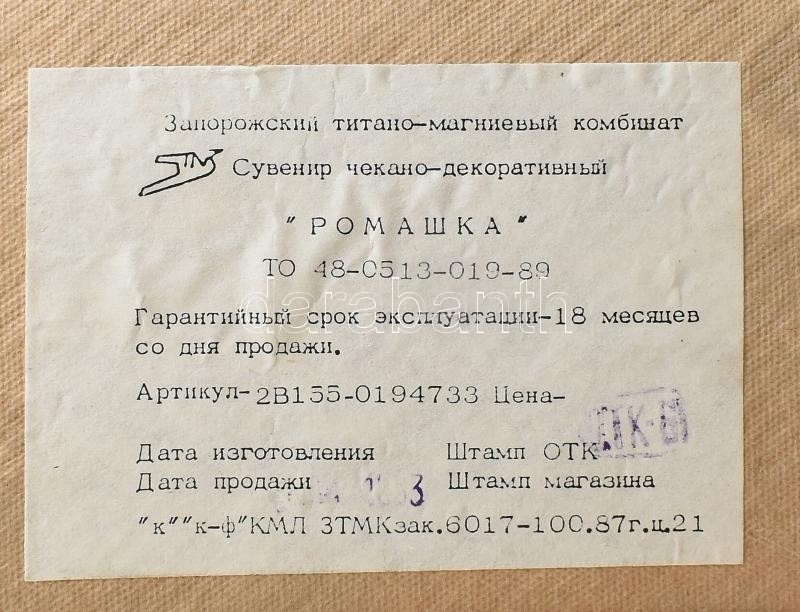 Запорожский титано-магниевый комбинат
Сувенир чекано-декоративный
"РОМАШКА"
ТО 48-0513-019-89
darabanth
Гарантийный срок эксплуатации-18 месяцев
со дня продажи.
Артикул-2В155-0194733 Цена-
Дата изготовления Штамп ОТК
Дата продажи Штамп магазина
"к""к-ф"КМЛ ЗТМКзак.6017-100.87г.ц.21